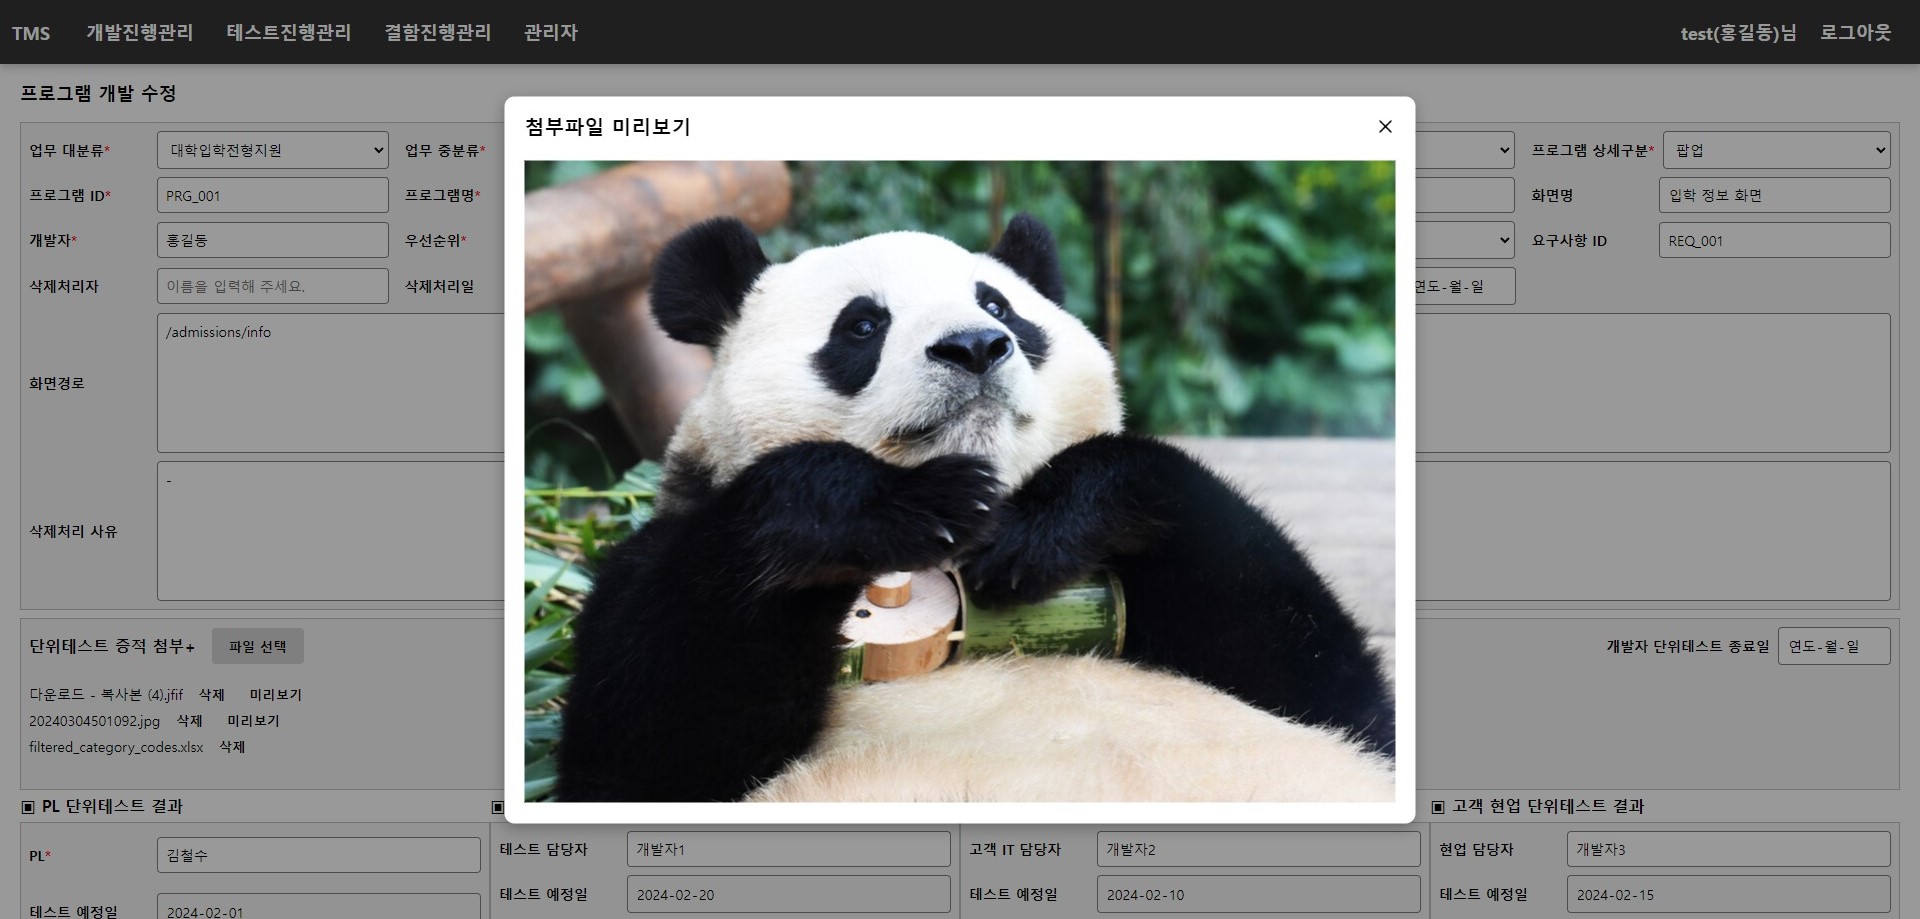 TMS 개발진행관리 테스트진행관리 결함진행관리 관리자 test(홍길동)님 로그아웃
프로그램 개발 수정
첨부파일 미리보기
업무 대분류* 대학입학전형지원 업무 중분류* 프로그램 상세구분* 팝업
프로그램 ID* PRG_001 프로그램명* 화면명 입학 정보 화면
개발자* 홍길동 우선순위* 요구사항 ID REQ_001
삭제처리자 이름을 입력해 주세요. 삭제처리일 연도-월-일
화면경로 /admissions/info
삭제처리 사유 -
단위테스트 증적 첨부+ 파일 선택 개발자 단위테스트 종료일 연도-월-일
다운로드 - 복사본 (4).jfif 삭제 미리보기
20240304501092.jpg 삭제 미리보기
filtered_category_codes.xlsx 삭제
▣ PL 단위테스트 결과 ▣ ▣ 고객 현업 단위테스트 결과
PL* 김철수 테스트 담당자 개발자1 고객 IT 담당자 개발자2 현업 담당자 개발자3
테스트 예정일 2024-02-01 테스트 예정일 2024-02-20 테스트 예정일 2024-02-10 테스트 예정일 2024-02-15